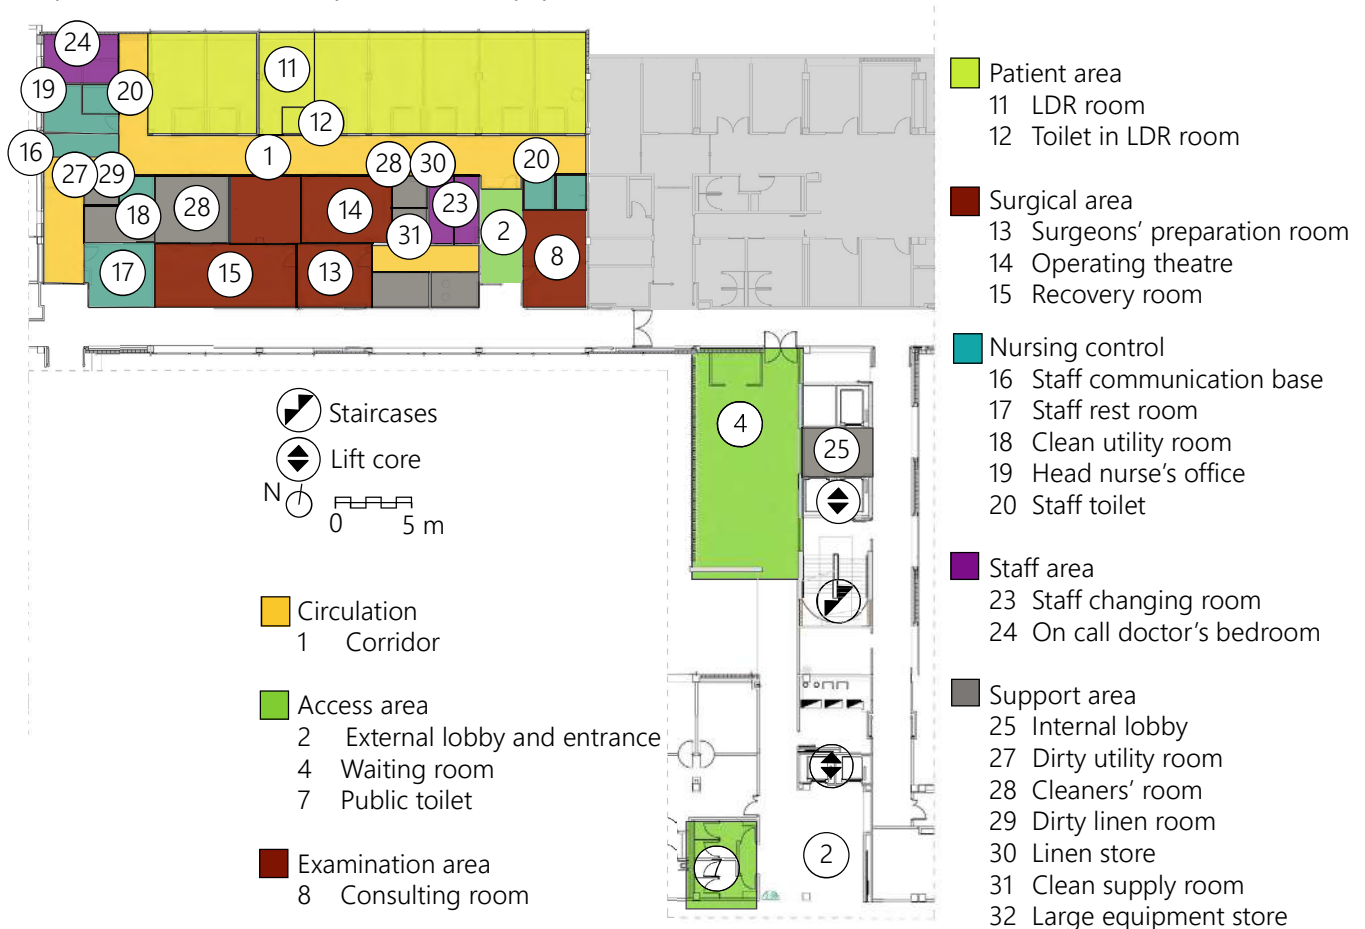 24
19
20
11
12
16
1
28
30
20
27
29
18
28
14
23
2
31
8
17
15
13
4
25
7
2
Staircases
Lift core
N
0 5 m
Circulation
1 Corridor
Access area
2 External lobby and entrance
4 Waiting room
7 Public toilet
Examination area
8 Consulting room
Patient area
11 LDR room
12 Toilet in LDR room
Surgical area
13 Surgeons’ preparation room
14 Operating theatre
15 Recovery room
Nursing control
16 Staff communication base
17 Staff rest room
18 Clean utility room
19 Head nurse’s office
20 Staff toilet
Staff area
23 Staff changing room
24 On call doctor’s bedroom
Support area
25 Internal lobby
27 Dirty utility room
28 Cleaners’ room
29 Dirty linen room
30 Linen store
31 Clean supply room
32 Large equipment store